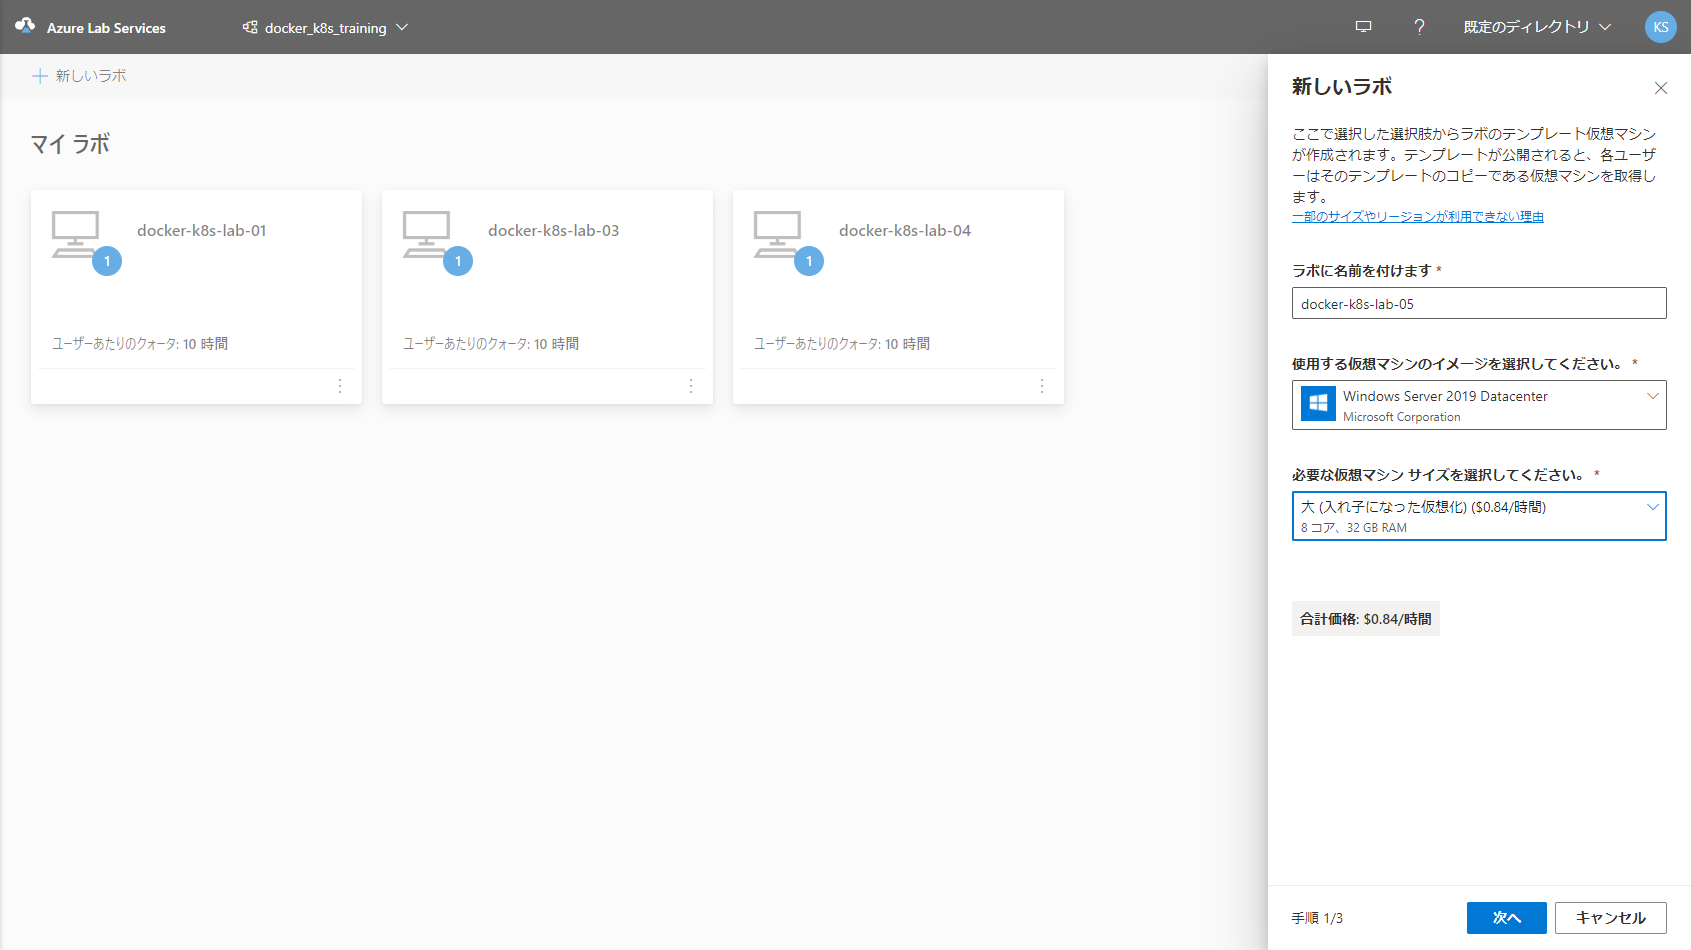 Azure Lab Services
docker_k8s_training
?
既定のディレクトリ
KS
新しいラボ
マイ ラボ
docker-k8s-lab-01
1
ユーザーあたりのクォータ: 10 時間
docker-k8s-lab-03
1
ユーザーあたりのクォータ: 10 時間
docker-k8s-lab-04
1
ユーザーあたりのクォータ: 10 時間
新しいラボ
ここで選択した選択肢からラボのテンプレート仮想マシン
が作成されます。テンプレートが公開されると、各ユーザ
ーはそのテンプレートのコピーである仮想マシンを取得し
ます。
一部のサイズやリージョンが利用できない理由
ラボに名前を付けます *
docker-k8s-lab-05
使用する仮想マシンのイメージを選択してください。 *
Windows Server 2019 Datacenter
Microsoft Corporation
必要な仮想マシン サイズを選択してください。 *
大 (入れ子になった仮想化) ($0.84/時間)
8 コア、32 GB RAM
合計価格: $0.84/時間
手順 1/3
次へ
キャンセル